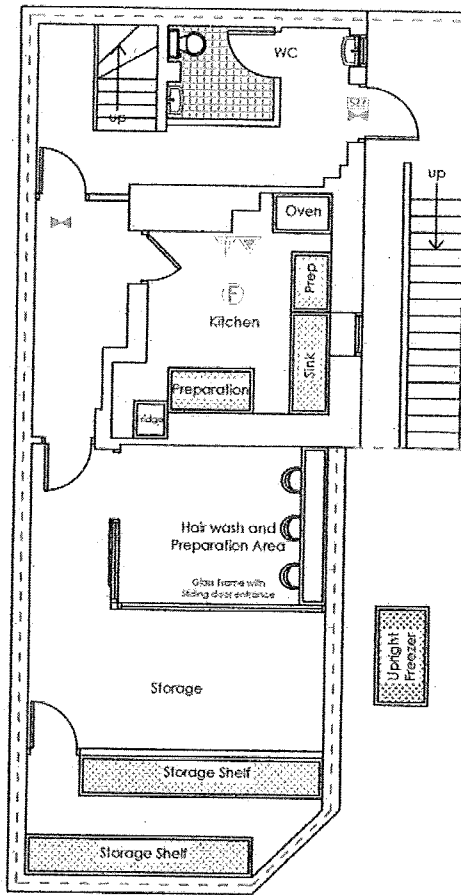 WC
up
up
Oven
Prep
F
Kitchen
Sink
Preparation
Hair wash and
Preparation Area
Glass frame with
Sliding door entrance
Upright
Freezer
Storage
Storage Shelf
Storage Shelf